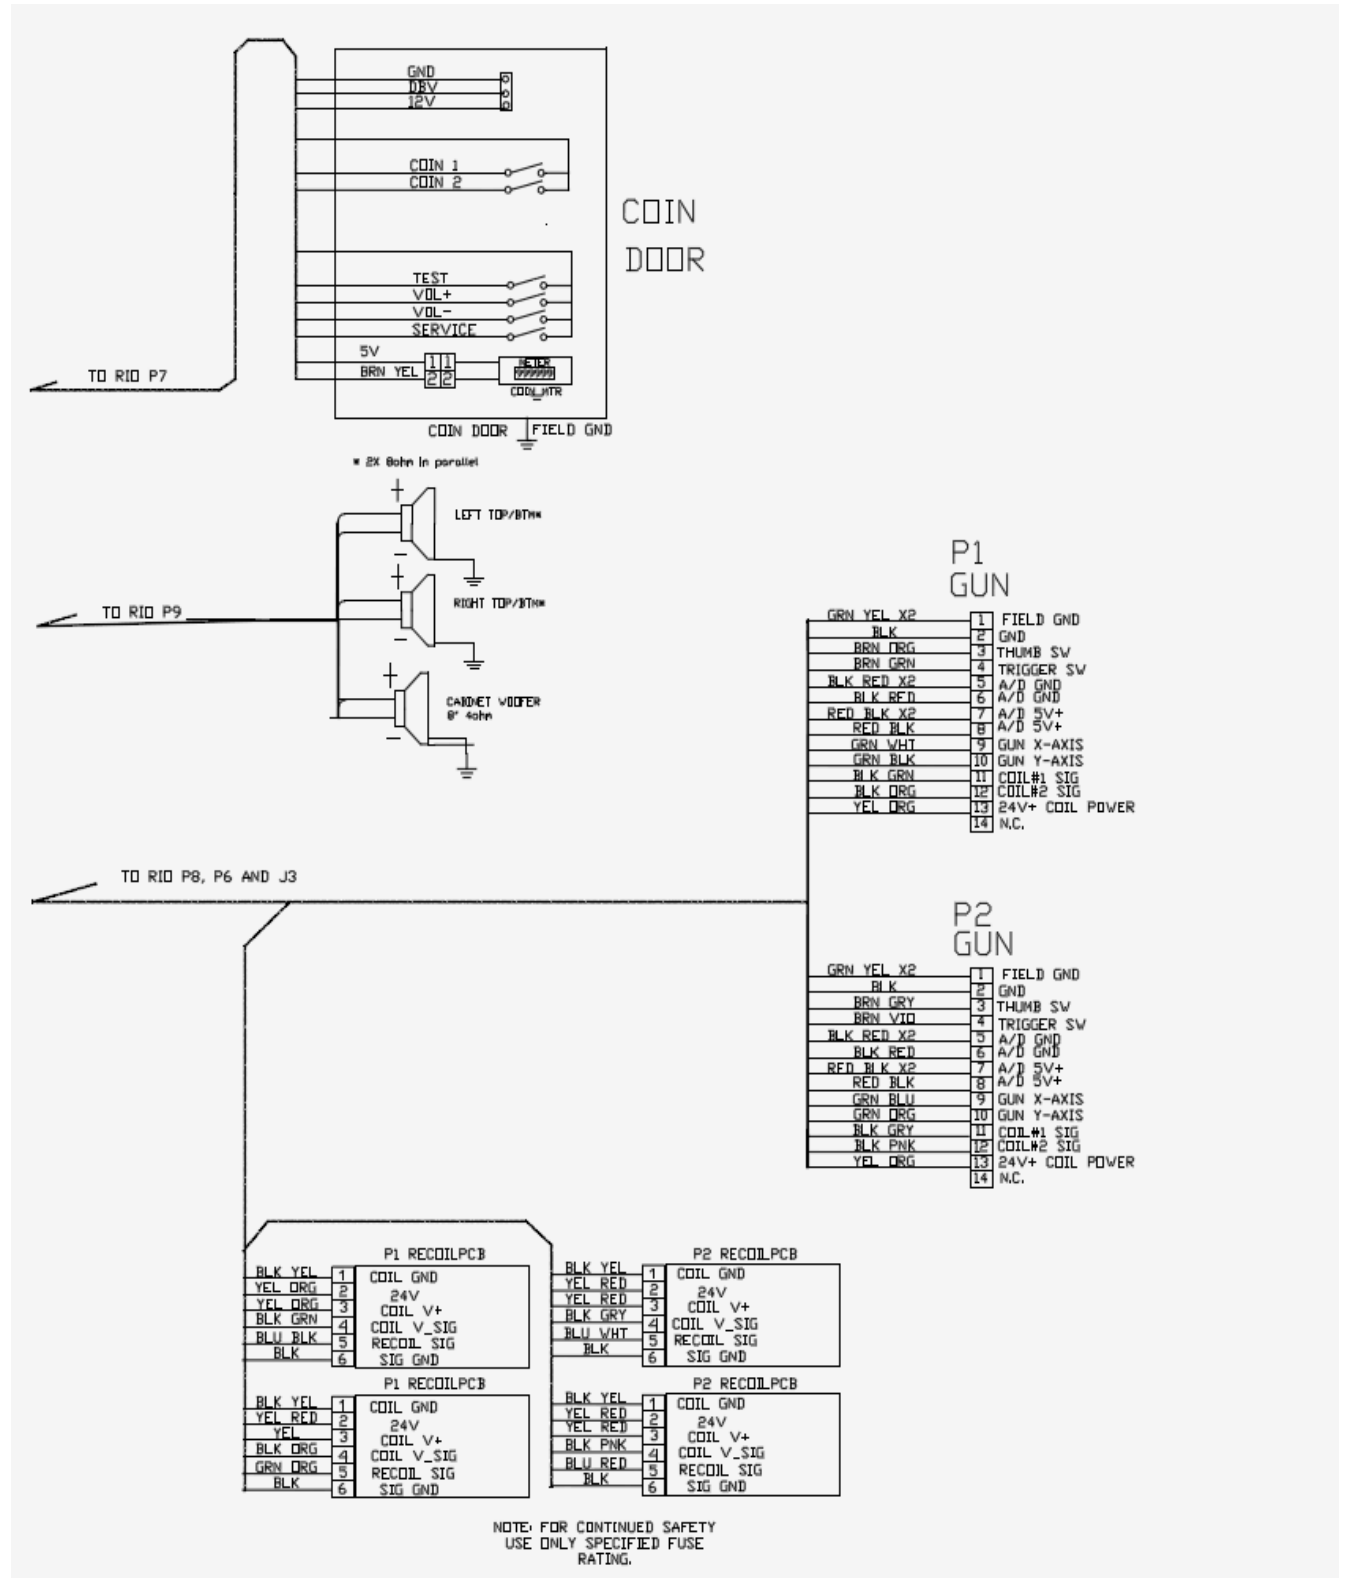 GND
DBV
12V
COIN 1
COIN 2
COIN
DOOR
TEST
VOL+
VOL-
SERVICE
5V
BRN YEL
1 1
2 2
METER
999999
COIN_MTR
TO RIO P7
COIN DOOR
FIELD GND
* 2X 8ohm in parallel
+
LEFT TOP/BTM*
-
+
RIGHT TOP/BTM*
-
TO RIO P9
+
CABINET WOOFER
8" 4ohm
-
P1
GUN
GRN YEL X2 1 FIELD GND
BLK 2 GND
BRN ORG 3 THUMB SW
BRN GRN 4 TRIGGER SW
BLK RED X2 5 A/D GND
BLK RED 6 A/D GND
RED BLK X2 7 A/D 5V+
RED BLK 8 A/D 5V+
GRN WHT 9 GUN X-AXIS
GRN BLK 10 GUN Y-AXIS
BLK GRN 11 COIL#1 SIG
BLK ORG 12 COIL#2 SIG
YEL ORG 13 24V+ COIL POWER
14 N.C.
TO RIO P8, P6 AND J3
P2
GUN
GRN YEL X2 1 FIELD GND
BLK 2 GND
BRN GRY 3 THUMB SW
BRN VIO 4 TRIGGER SW
BLK RED X2 5 A/D GND
BLK RED 6 A/D GND
RED BLK X2 7 A/D 5V+
RED BLK 8 A/D 5V+
GRN BLU 9 GUN X-AXIS
GRN ORG 10 GUN Y-AXIS
BLK GRY 11 COIL#1 SIG
BLK PNK 12 COIL#2 SIG
YEL ORG 13 24V+ COIL POWER
14 N.C.
P1 RECOILPCB
BLK YEL 1 COIL GND
YEL ORG 2 24V
YEL ORG 3 COIL V+
BLK GRN 4 COIL V_SIG
BLU BLK 5 RECOIL SIG
BLK 6 SIG GND
P2 RECOILPCB
BLK YEL 1 COIL GND
YEL RED 2 24V
YEL RED 3 COIL V+
BLK GRY 4 COIL V_SIG
BLU WHT 5 RECOIL SIG
BLK 6 SIG GND
P1 RECOILPCB
BLK YEL 1 COIL GND
YEL RED 2 24V
YEL 3 COIL V+
BLK ORG 4 COIL V_SIG
GRN ORG 5 RECOIL SIG
BLK 6 SIG GND
P2 RECOILPCB
BLK YEL 1 COIL GND
YEL RED 2 24V
YEL RED 3 COIL V+
BLK PNK 4 COIL V_SIG
BLU RED 5 RECOIL SIG
BLK 6 SIG GND
NOTE: FOR CONTINUED SAFETY
USE ONLY SPECIFIED FUSE
RATING.